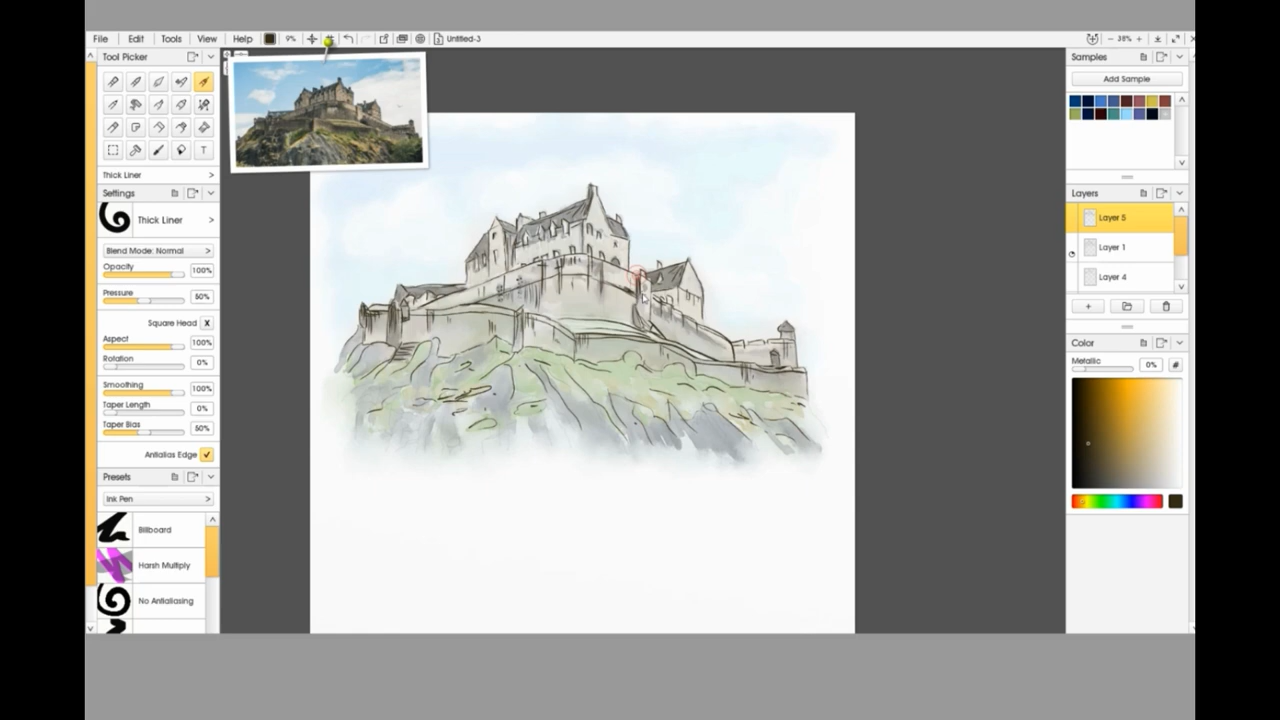 File Edit Tools View Help 9% Untitled-3 38%
Tool Picker
Thick Liner
Settings
Thick Liner
Blend Mode: Normal
Opacity 100%
Pressure 50%
Square Head X
Aspect 100%
Rotation 0%
Smoothing 100%
Taper Length 0%
Taper Bias 50%
Antialias Edge
Presets
Ink Pen
Billboard
Harsh Multiply
No Antialiasing
Samples
Add Sample
Layers
Layer 5
Layer 1
Layer 4
Color
Metallic 0% #